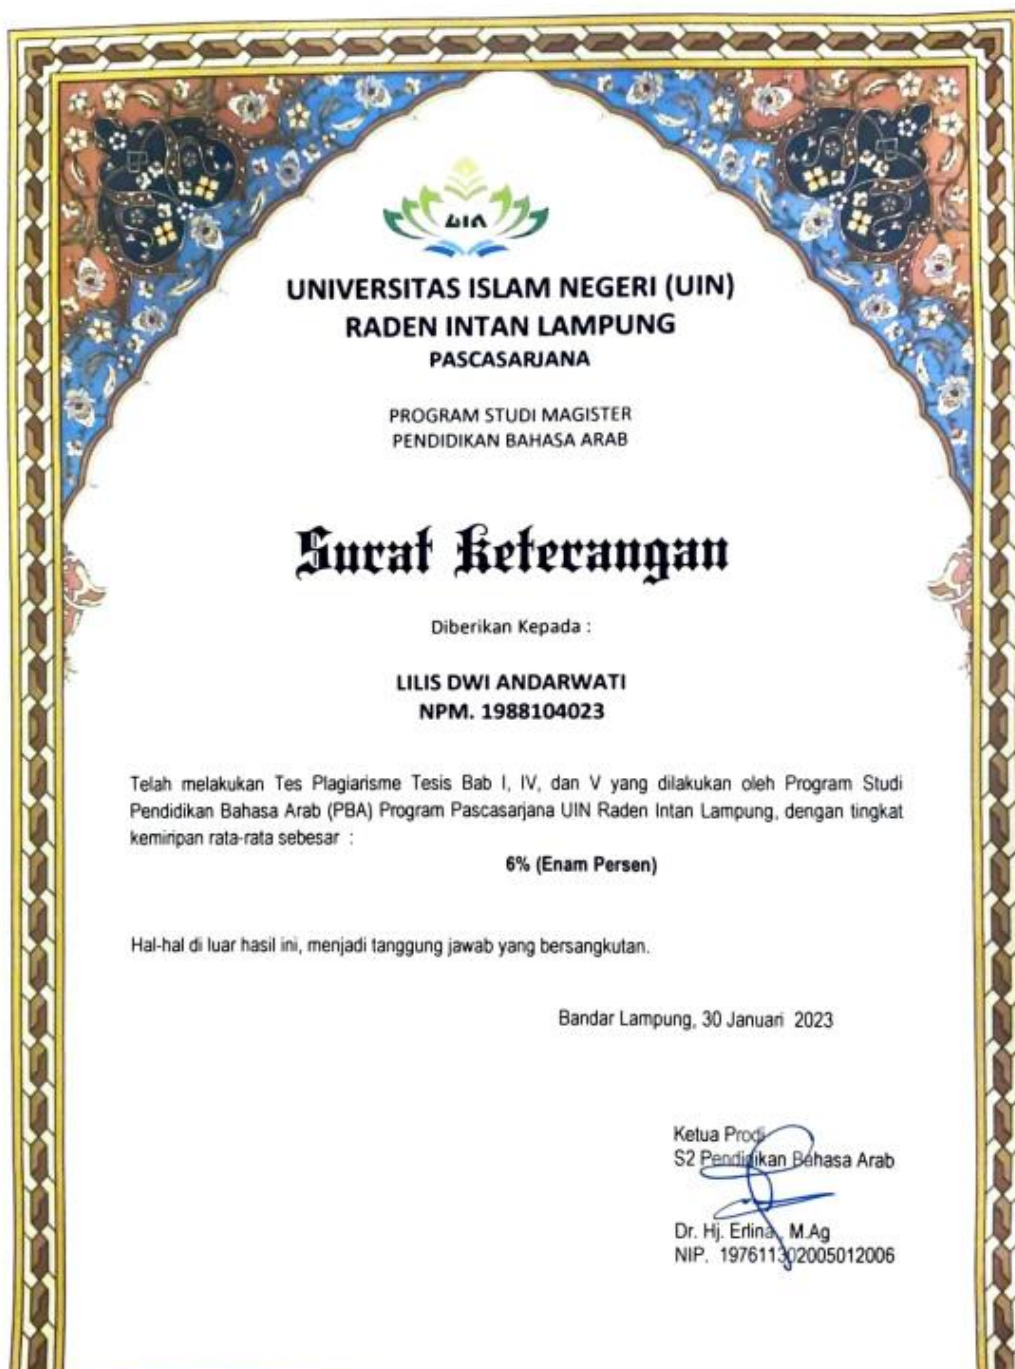 UIN
UNIVERSITAS ISLAM NEGERI (UIN)
RADEN INTAN LAMPUNG
PASCASARJANA
PROGRAM STUDI MAGISTER
PENDIDIKAN BAHASA ARAB
Surat Keterangan
Diberikan Kepada :
LILIS DWI ANDARWATI
NPM. 1988104023
Telah melakukan Tes Plagiarisme Tesis Bab I, IV, dan V yang dilakukan oleh Program Studi
Pendidikan Bahasa Arab (PBA) Program Pascasarjana UIN Raden Intan Lampung, dengan tingkat
kemiripan rata-rata sebesar :
6% (Enam Persen)
Hal-hal di luar hasil ini, menjadi tanggung jawab yang bersangkutan.
Bandar Lampung, 30 Januari 2023
Ketua Prodi
S2 Pendidikan Bahasa Arab
Dr. Hj. Erlina, M.Ag
NIP. 197611302005012006